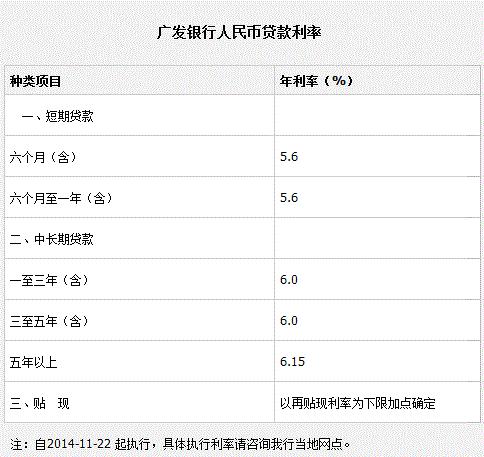 广发银行人民币贷款利率
种类项目 年利率（%）
一、短期贷款
六个月（含） 5.6
六个月至一年（含） 5.6
二、中长期贷款
一至三年（含） 6.0
三至五年（含） 6.0
五年以上 6.15
三、贴　现 以再贴现利率为下限加点确定
注：自2014-11-22 起执行，具体执行利率请咨询我行当地网点。